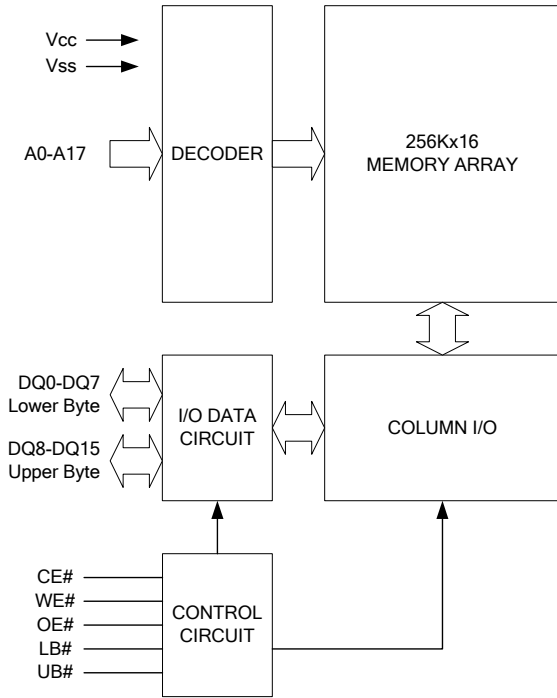 Vcc
Vss
A0-A17
DECODER
256Kx16
MEMORY ARRAY
DQ0-DQ7
Lower Byte
DQ8-DQ15
Upper Byte
I/O DATA
CIRCUIT
COLUMN I/O
CE#
WE#
OE#
LB#
UB#
CONTROL
CIRCUIT